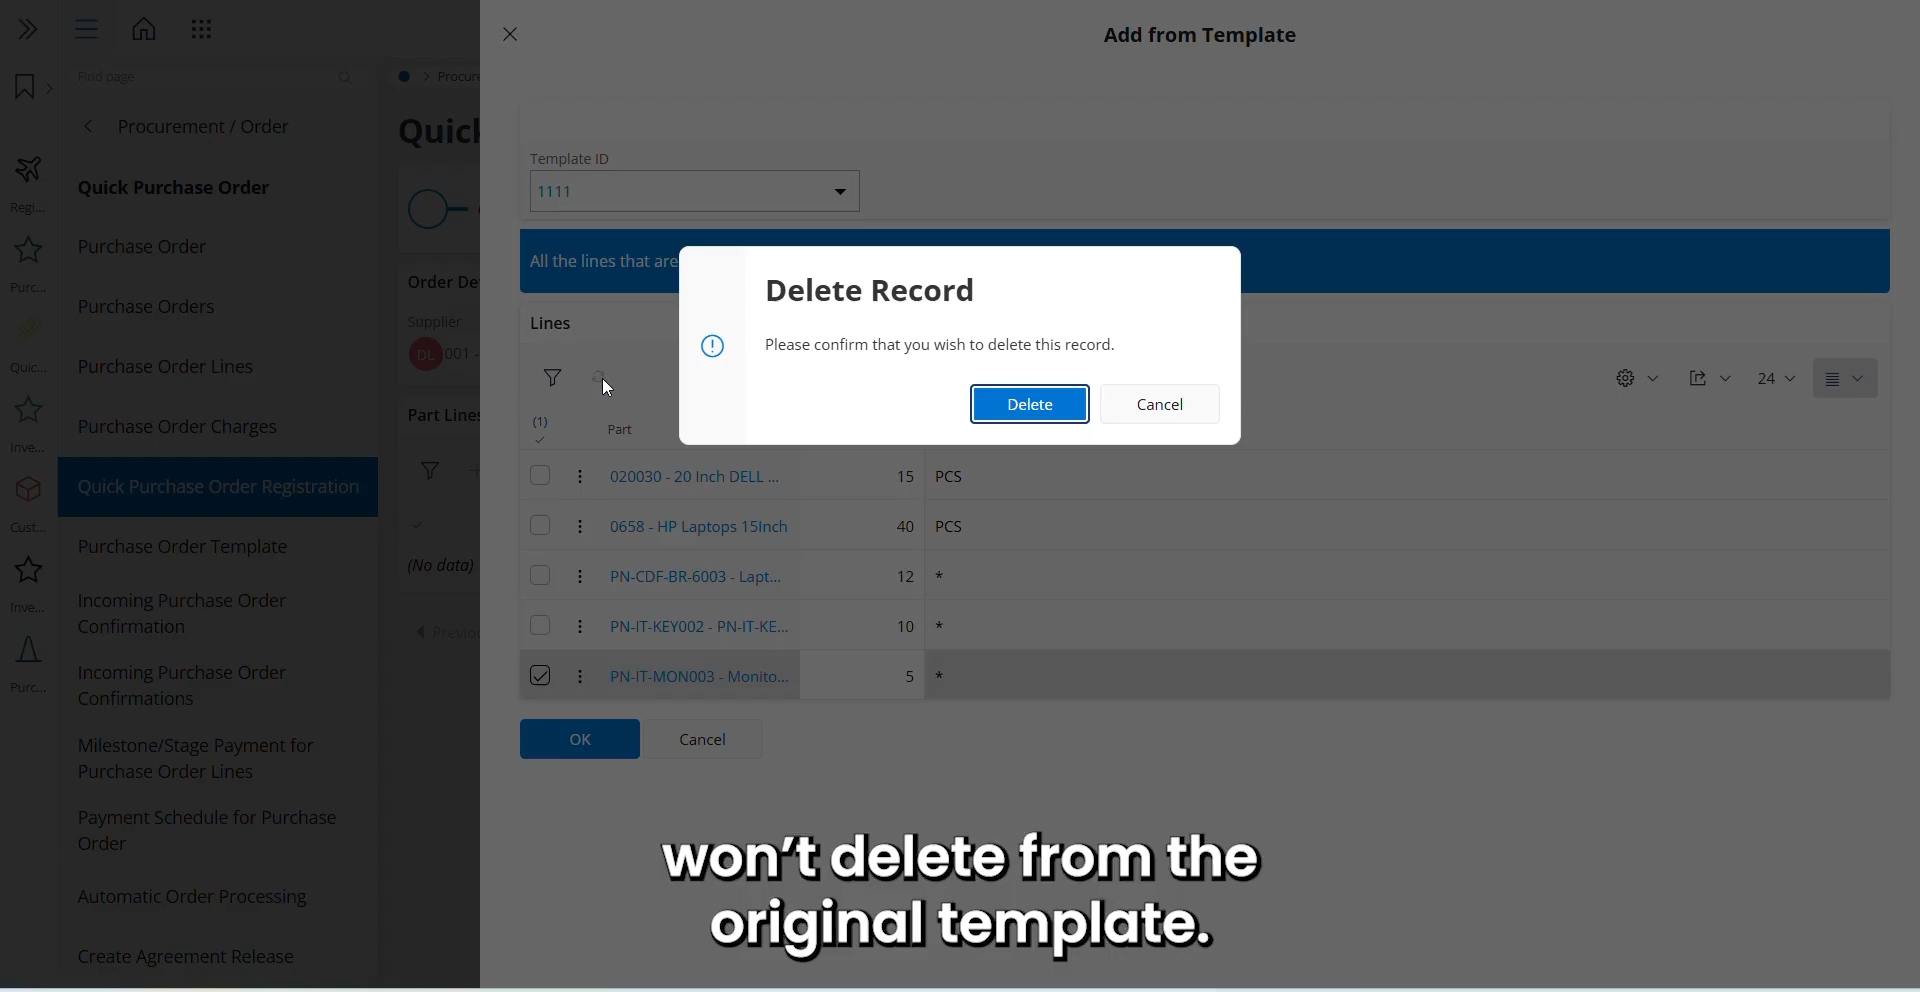 Add from Template
Find page
Procure
Procurement / Order
Quick
Quick Purchase Order
Purchase Order
Purchase Orders
Purchase Order Lines
Purchase Order Charges
Quick Purchase Order Registration
Purchase Order Template
Incoming Purchase Order
Confirmation
Incoming Purchase Order
Confirmations
Milestone/Stage Payment for
Purchase Order Lines
Payment Schedule for Purchase
Order
Automatic Order Processing
Create Agreement Release
Regi...
Purc...
Quic...
Inve...
Cust...
Inve...
Purc...
Order De
Supplier
DL 001 -
Part Lines
(No data)
Previo
Template ID
1111
All the lines that are
Lines
Delete Record
Please confirm that you wish to delete this record.
Delete Cancel
24
(1)
Part
020030 - 20 Inch DELL ... 15 PCS
0658 - HP Laptops 15Inch 40 PCS
PN-CDF-BR-6003 - Lapt... 12 *
PN-IT-KEY002 - PN-IT-KE... 10 *
PN-IT-MON003 - Monito... 5 *
OK Cancel
won't delete from the
original template.